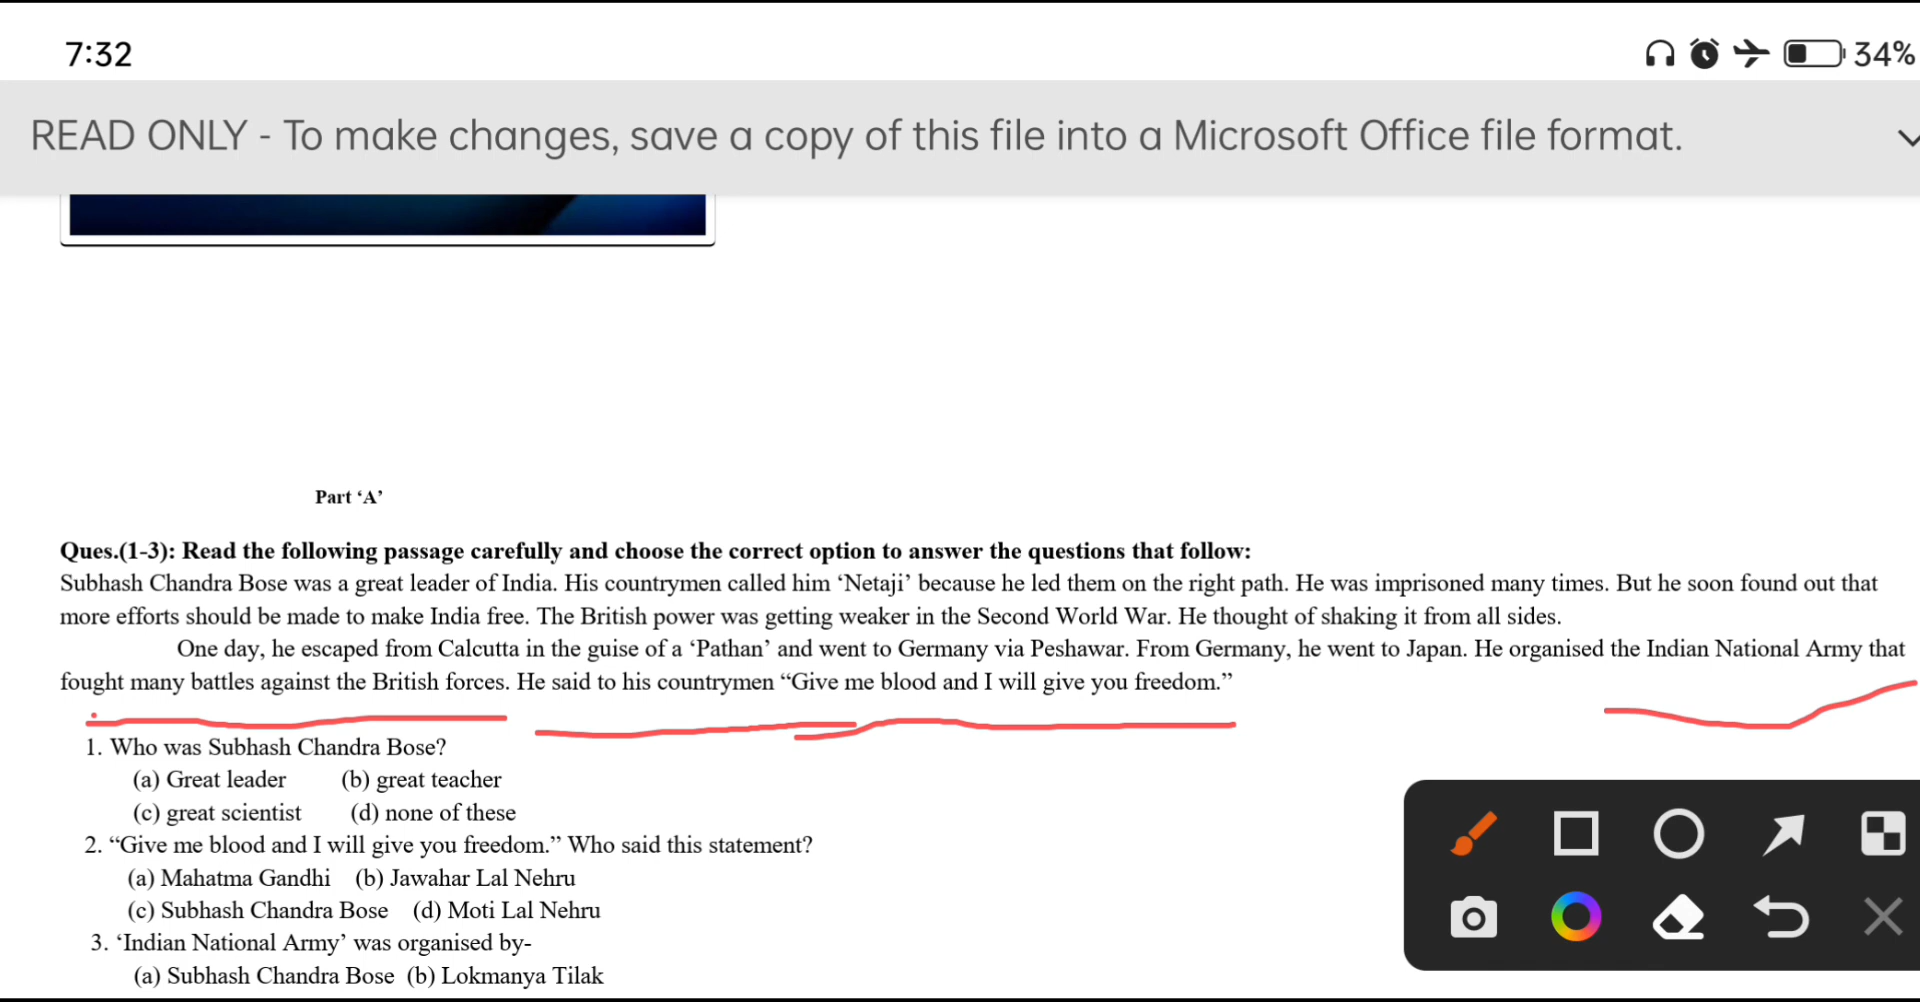 7:32
34%
READ ONLY - To make changes, save a copy of this file into a Microsoft Office file format.
Part ‘A’
Ques.(1-3): Read the following passage carefully and choose the correct option to answer the questions that follow:
Subhash Chandra Bose was a great leader of India. His countrymen called him ‘Netaji’ because he led them on the right path. He was imprisoned many times. But he soon found out that
more efforts should be made to make India free. The British power was getting weaker in the Second World War. He thought of shaking it from all sides.
One day, he escaped from Calcutta in the guise of a ‘Pathan’ and went to Germany via Peshawar. From Germany, he went to Japan. He organised the Indian National Army that
fought many battles against the British forces. He said to his countrymen “Give me blood and I will give you freedom.”
1. Who was Subhash Chandra Bose?
(a) Great leader (b) great teacher
(c) great scientist (d) none of these
2. “Give me blood and I will give you freedom.” Who said this statement?
(a) Mahatma Gandhi (b) Jawahar Lal Nehru
(c) Subhash Chandra Bose (d) Moti Lal Nehru
3. ‘Indian National Army’ was organised by-
(a) Subhash Chandra Bose (b) Lokmanya Tilak